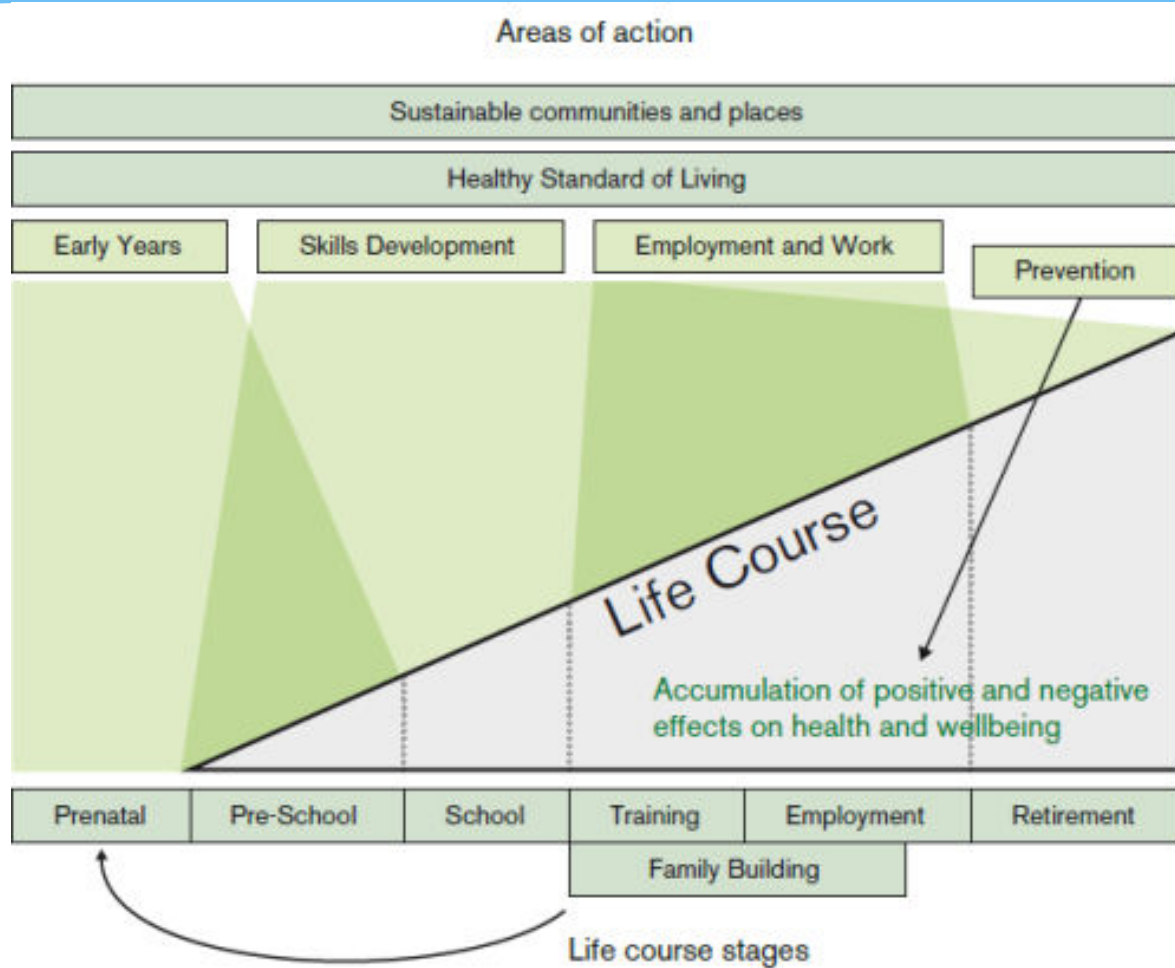 Areas of action
Sustainable communities and places
Healthy Standard of Living
Early Years
Skills Development
Employment and Work
Prevention
Life Course
Accumulation of positive and negative
effects on health and wellbeing
Prenatal
Pre-School
School
Training
Employment
Retirement
Family Building
Life course stages